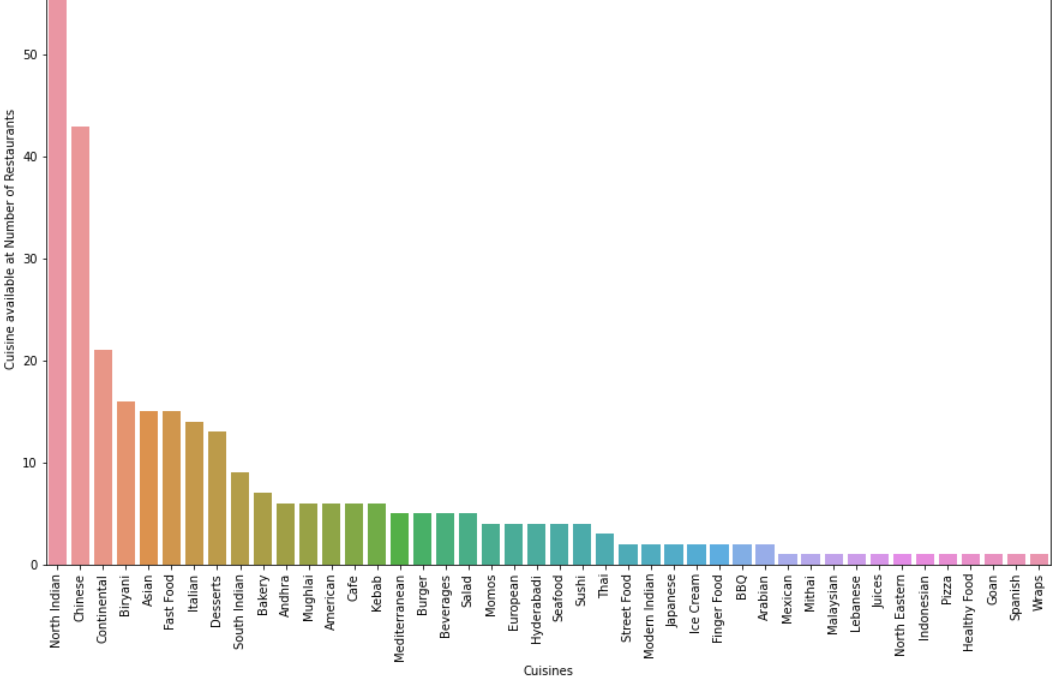 50
40
30
20
10
0
Cuisine available at Number of Restaurants
North Indian
Chinese
Continental
Biryani
Asian
Fast Food
Italian
Desserts
South Indian
Bakery
Andhra
Mughlai
American
Cafe
Kebab
Mediterranean
Burger
Beverages
Salad
Momos
European
Hyderabadi
Seafood
Sushi
Thai
Street Food
Modern Indian
Japanese
Ice Cream
Finger Food
BBQ
Arabian
Mexican
Mithai
Malaysian
Lebanese
Juices
North Eastern
Indonesian
Pizza
Healthy Food
Goan
Spanish
Wraps
Cuisines